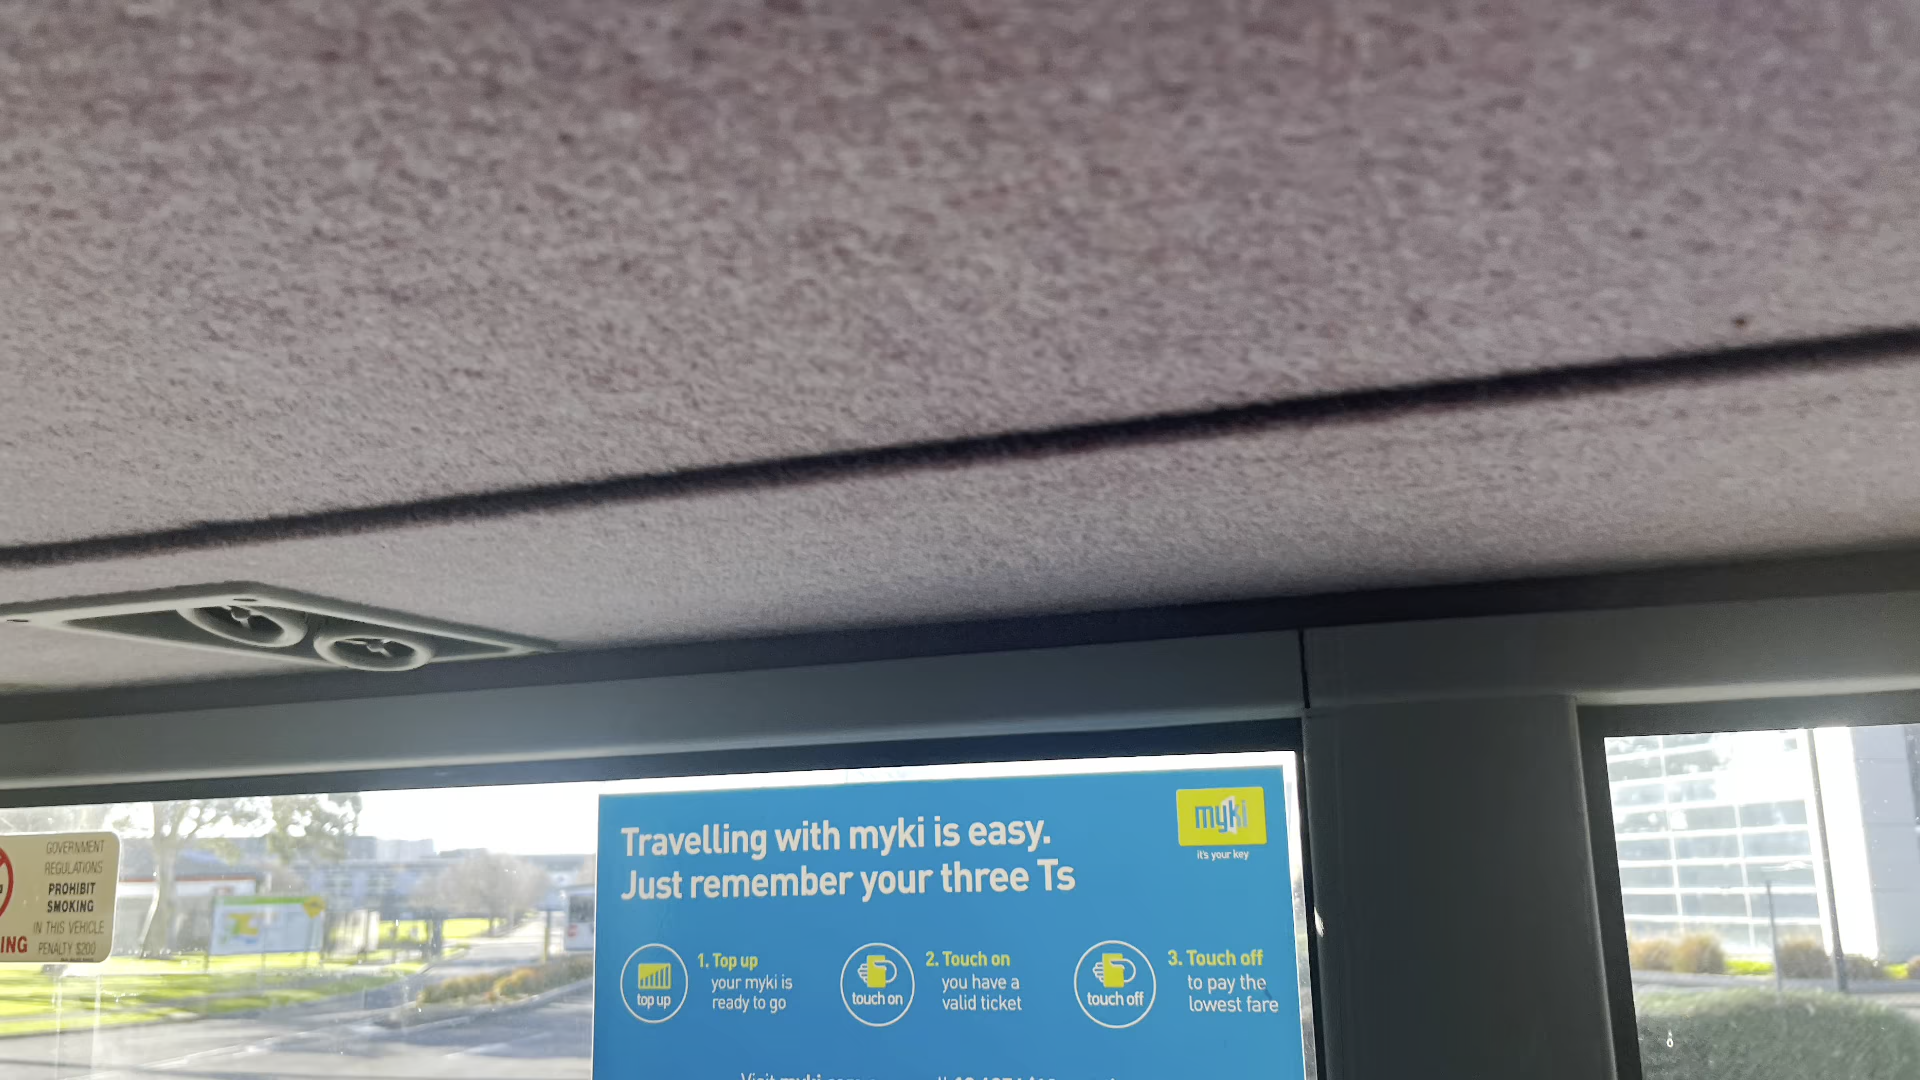 GOVERNMENT
REGULATIONS
PROHIBIT
SMOKING
IN THIS VEHICLE
PENALTY $200
ING
Travelling with myki is easy.
Just remember your three Ts
myki
it's your key
top up
1. Top up
your myki is
ready to go
touch on
2. Touch on
you have a
valid ticket
touch off
3. Touch off
to pay the
lowest fare
Visit myki